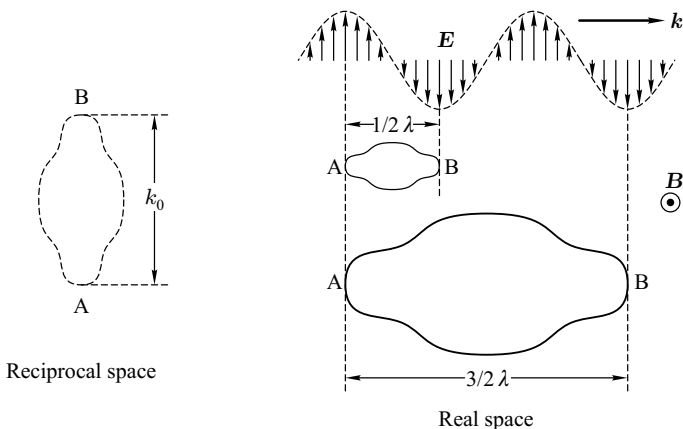 B
k₀
A
Reciprocal space
E
k
1/2 λ
A
B
B
A
B
3/2 λ
Real space